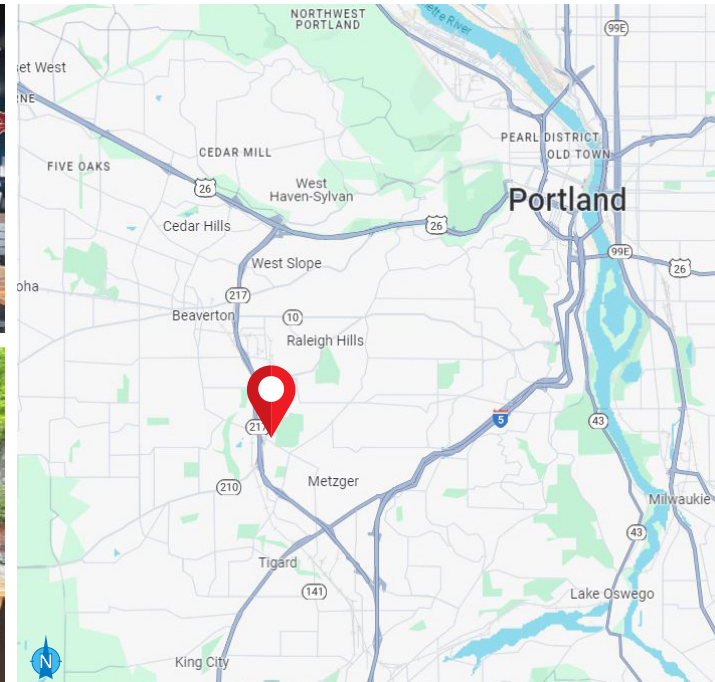 NORTHWEST
PORTLAND
99E
set West
RNE
PEARL DISTRICT
OLD TOWN
CEDAR MILL
FIVE OAKS
West
Haven-Sylvan
26
Portland
Cedar Hills
26
99E
West Slope
26
oha
217
Beaverton
10
Raleigh Hills
217
5
43
Metzger
210
Milwaukie
43
Tigard
141
Lake Oswego
King City
N